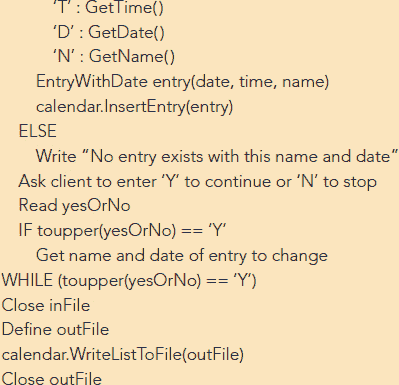 ‘T’ : GetTime()
‘D’ : GetDate()
‘N’ : GetName()
EntryWithDate entry(date, time, name)
calendar.InsertEntry(entry)
ELSE
Write “No entry exists with this name and date”
Ask client to enter ‘Y’ to continue or ‘N’ to stop
Read yesOrNo
IF toupper(yesOrNo) == ‘Y’
Get name and date of entry to change
WHILE (toupper(yesOrNo) == ‘Y’)
Close inFile
Define outFile
calendar.WriteListToFile(outFile)
Close outFile